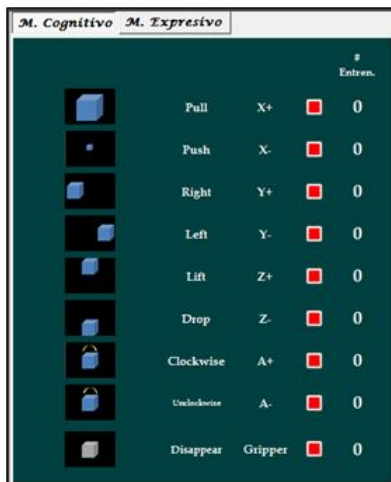 M. Cognitivo M. Expresivo
#
Entren.
Pull X+ 0
Push X- 0
Right Y+ 0
Left Y- 0
Lift Z+ 0
Drop Z- 0
Clockwise A+ 0
Unclockwise A- 0
Disappear Gripper 0